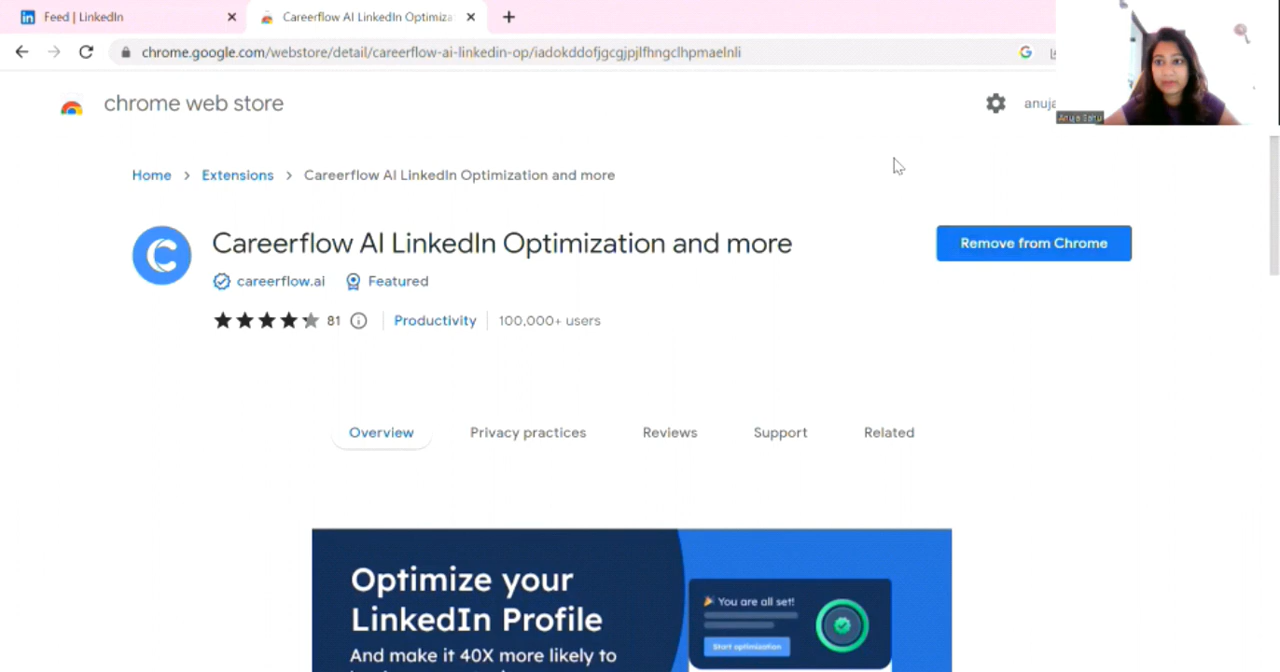 Feed | LinkedIn
Careerflow AI LinkedIn Optimiza
chrome.google.com/webstore/detail/careerflow-ai-linkedin-op/iadokddofjgcgjpjlfhngclhpmaelnli
chrome web store
anuja
Home > Extensions > Careerflow AI LinkedIn Optimization and more
Careerflow AI LinkedIn Optimization and more
Remove from Chrome
careerflow.ai Featured
81 Productivity 100,000+ users
Overview Privacy practices Reviews Support Related
Optimize your
LinkedIn Profile
And make it 40X more likely to
You are all set!
Start optimization